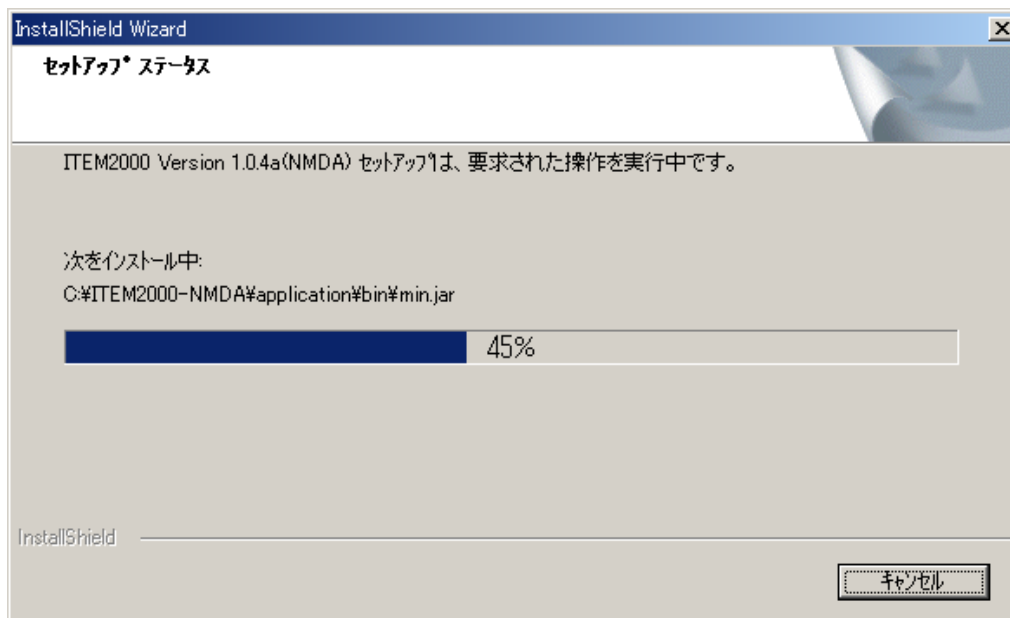 InstallShield Wizard
セットアップ ステータス
ITEM2000 Version 1.0.4a(NMDA) セットアップは、要求された操作を実行中です。
次をインストール中:
C:¥ITEM2000-NMDA¥application¥bin¥min.jar
45%
InstallShield
キャンセル